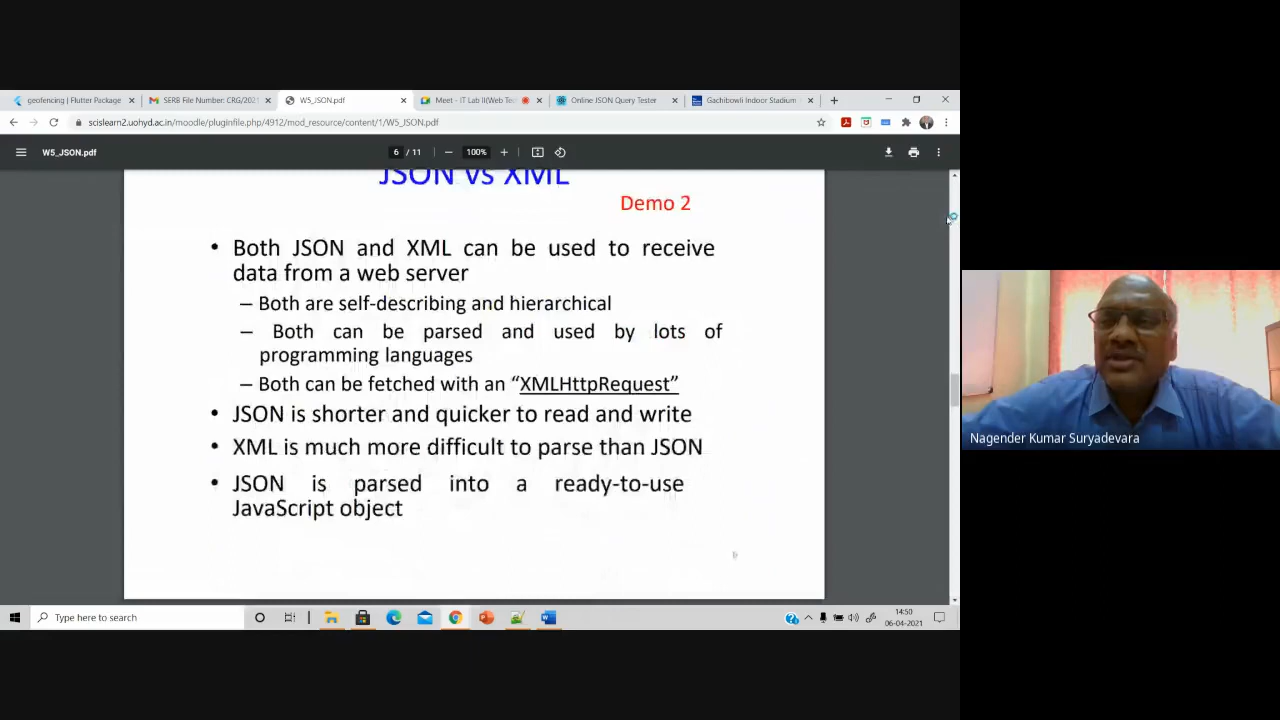 geofencing | Flutter Package
SERB File Number: CRG/2021
W5_JSON.pdf
Meet - IT Lab II(Web Te
Online JSON Query Tester
Gachibowli Indoor Stadium
scislearn2.uohyd.ac.in/moodle/pluginfile.php/4912/mod_resource/content/1/W5_JSON.pdf
W5_JSON.pdf
6 / 11
100%
JSON vs XML
Demo 2
• Both JSON and XML can be used to receive
data from a web server
– Both are self-describing and hierarchical
– Both can be parsed and used by lots of
programming languages
– Both can be fetched with an “XMLHttpRequest”
• JSON is shorter and quicker to read and write
• XML is much more difficult to parse than JSON
• JSON is parsed into a ready-to-use
JavaScript object
Nagender Kumar Suryadevara
Type here to search
14:50
06-04-2021